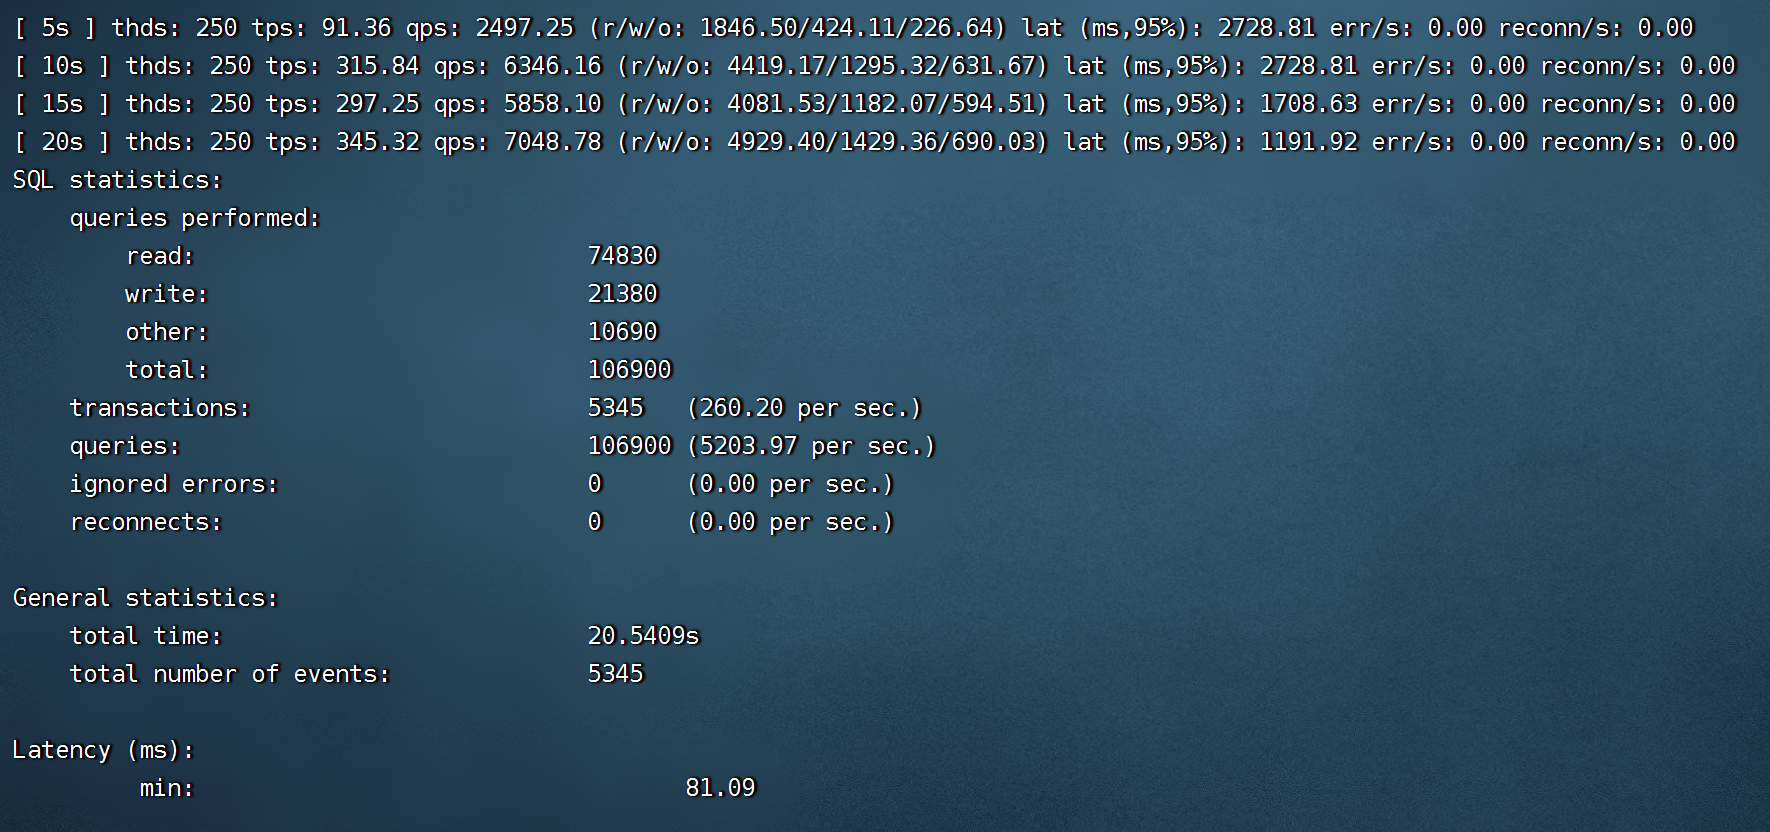 [ 5s ] thds: 250 tps: 91.36 qps: 2497.25 (r/w/o: 1846.50/424.11/226.64) lat (ms,95%): 2728.81 err/s: 0.00 reconn/s: 0.00
[ 10s ] thds: 250 tps: 315.84 qps: 6346.16 (r/w/o: 4419.17/1295.32/631.67) lat (ms,95%): 2728.81 err/s: 0.00 reconn/s: 0.00
[ 15s ] thds: 250 tps: 297.25 qps: 5858.10 (r/w/o: 4081.53/1182.07/594.51) lat (ms,95%): 1708.63 err/s: 0.00 reconn/s: 0.00
[ 20s ] thds: 250 tps: 345.32 qps: 7048.78 (r/w/o: 4929.40/1429.36/690.03) lat (ms,95%): 1191.92 err/s: 0.00 reconn/s: 0.00
SQL statistics:
    queries performed:
        read:                            74830
        write:                           21380
        other:                           10690
        total:                           106900
    transactions:                        5345   (260.20 per sec.)
    queries:                             106900 (5203.97 per sec.)
    ignored errors:                      0      (0.00 per sec.)
    reconnects:                          0      (0.00 per sec.)
General statistics:
    total time:                          20.5409s
    total number of events:              5345
Latency (ms):
         min:                                   81.09